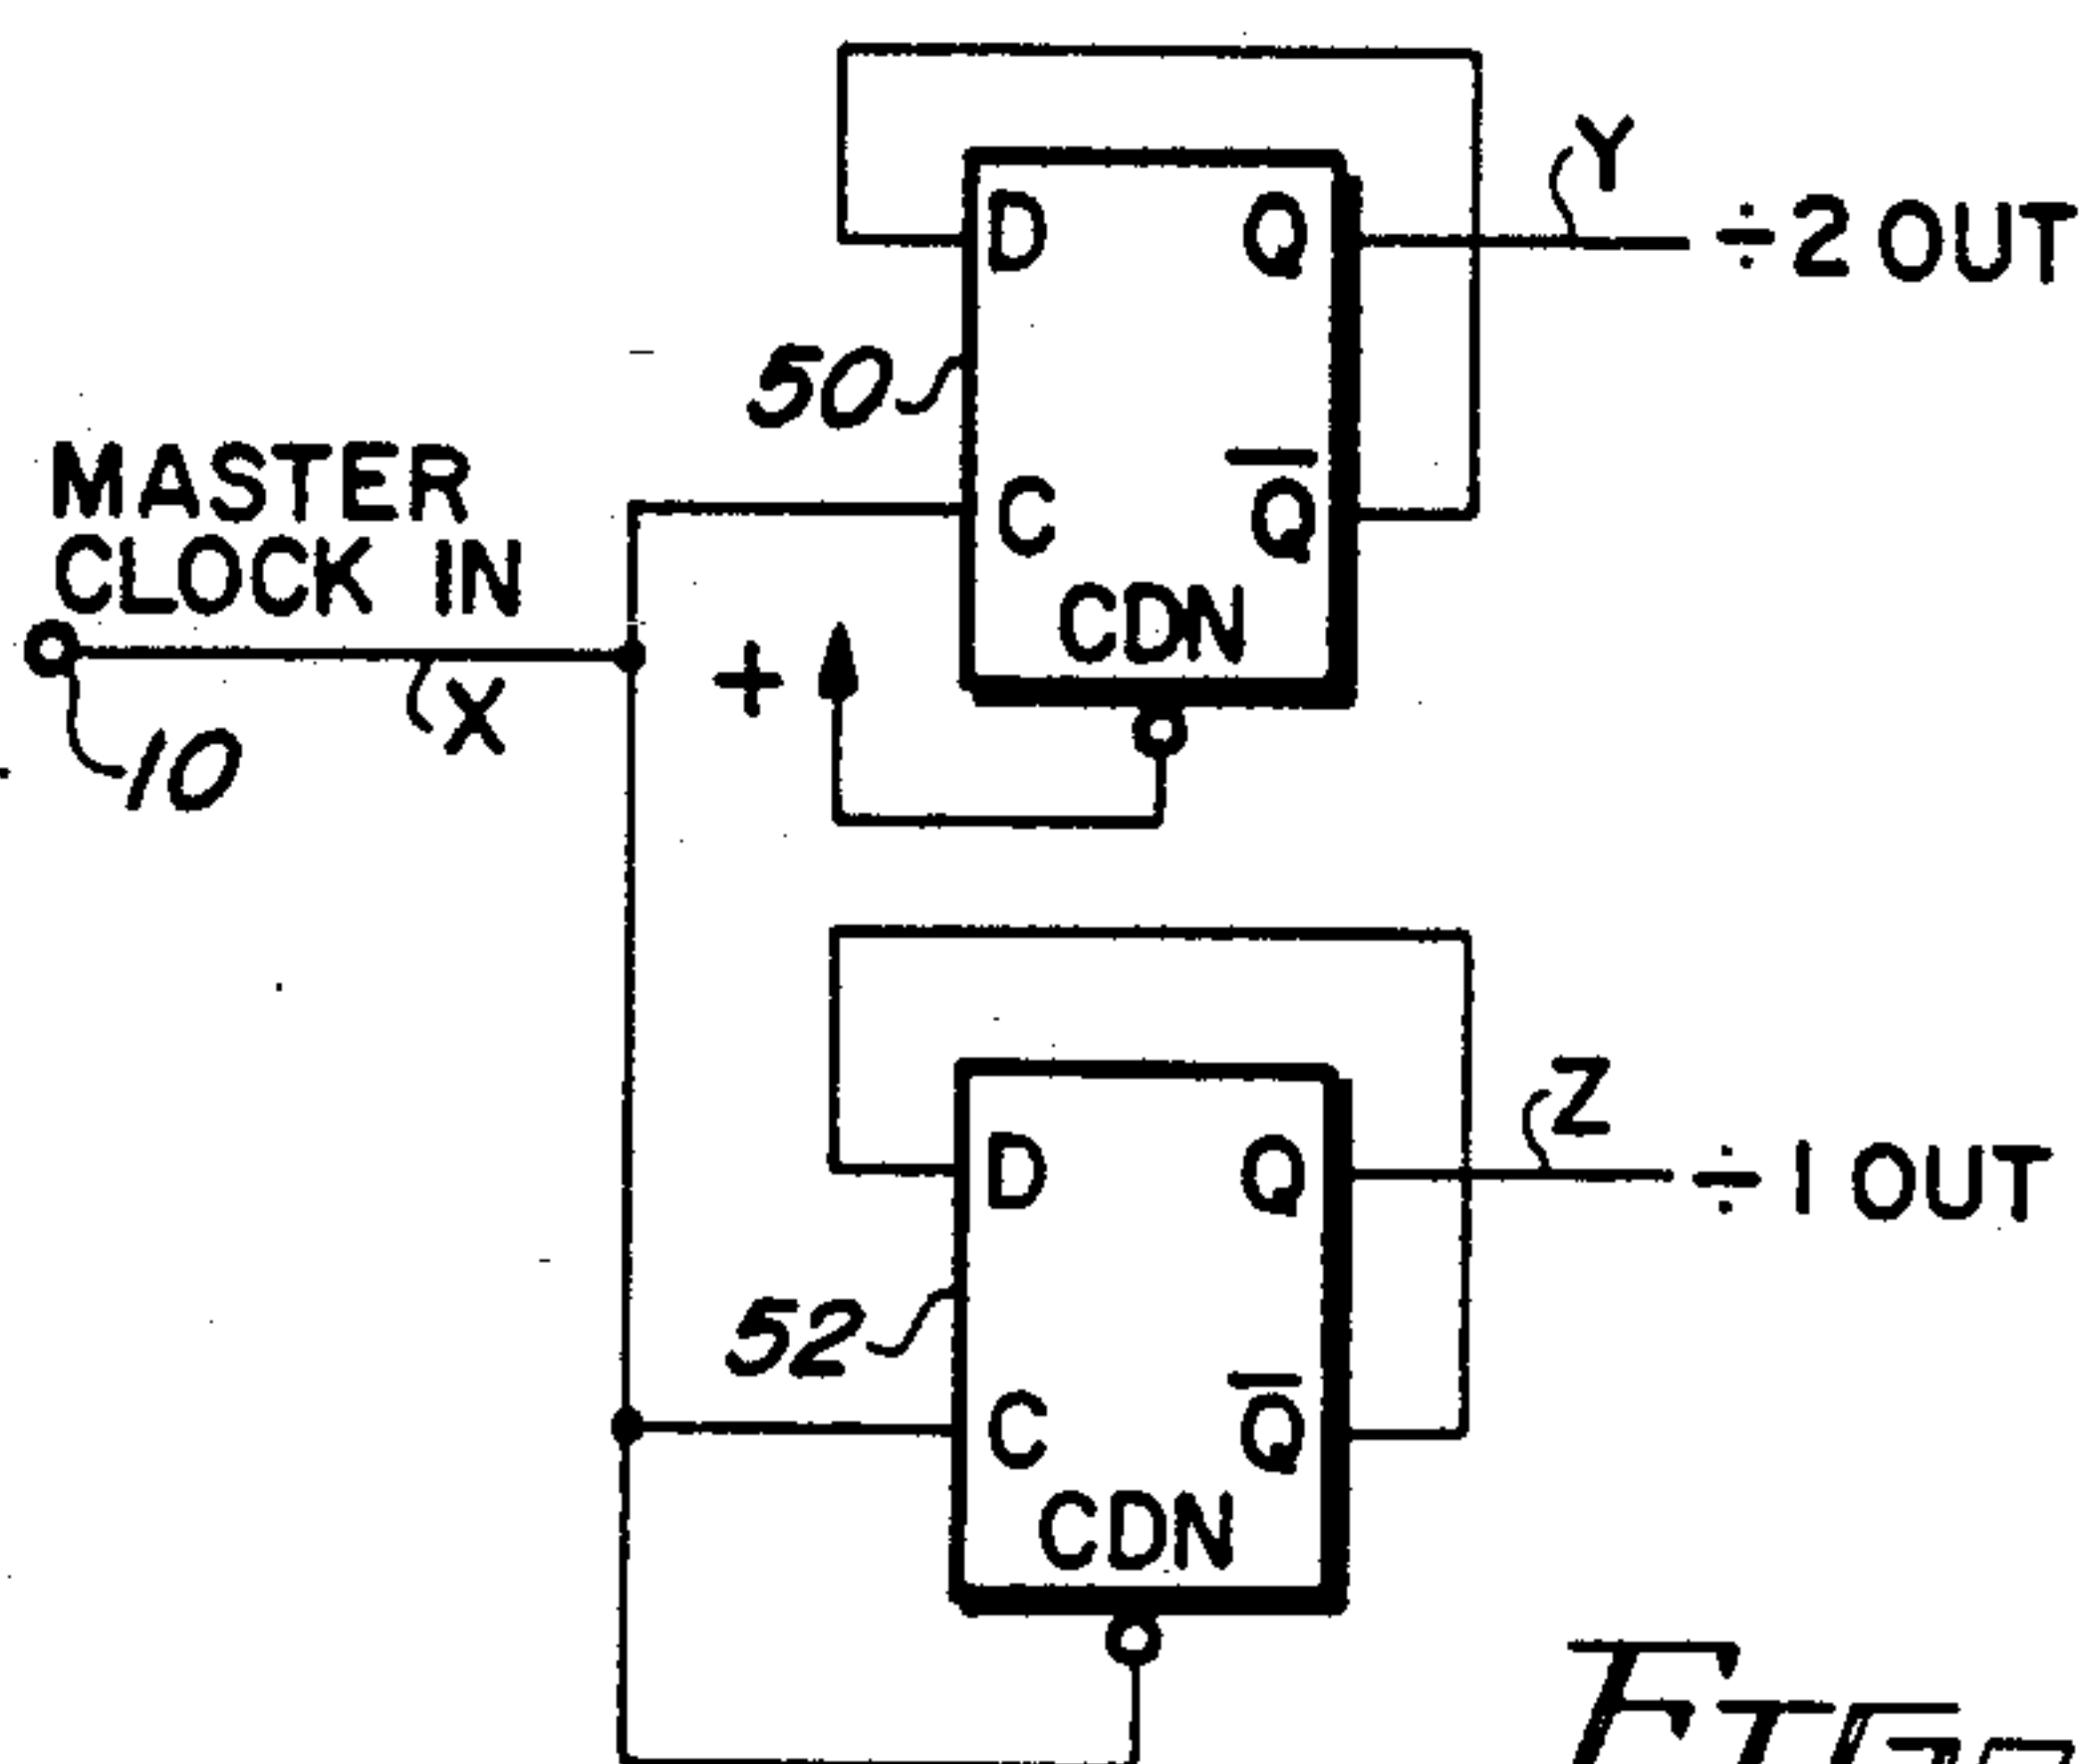 Y
D Q ÷2 OUT
50
MASTER
CLOCK IN
C Q̅
CDN
+
X
10
Z
D Q ÷1 OUT
52
C Q̅
CDN